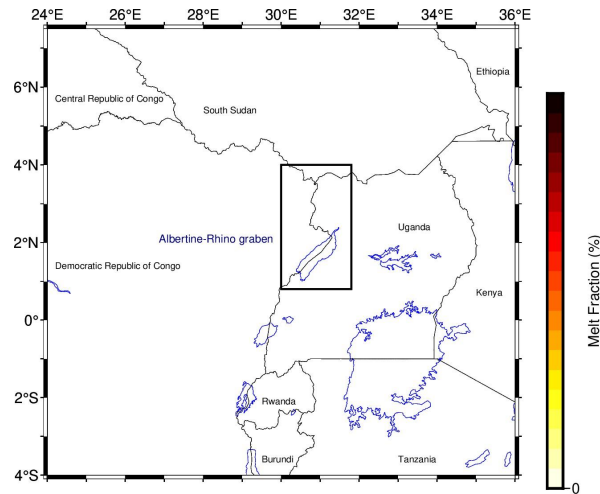 24°E 26° 28° 30° 32° 34° 36°E
Ethiopia
6°
Central Republic of Congo
South Sudan
4°
Albertine-Rhino graben
Uganda
2°
Democratic Republic of Congo
Kenya
0°
2°S
Rwanda
4°S
Burundi
Tanzania
Melt Fraction (%)
0